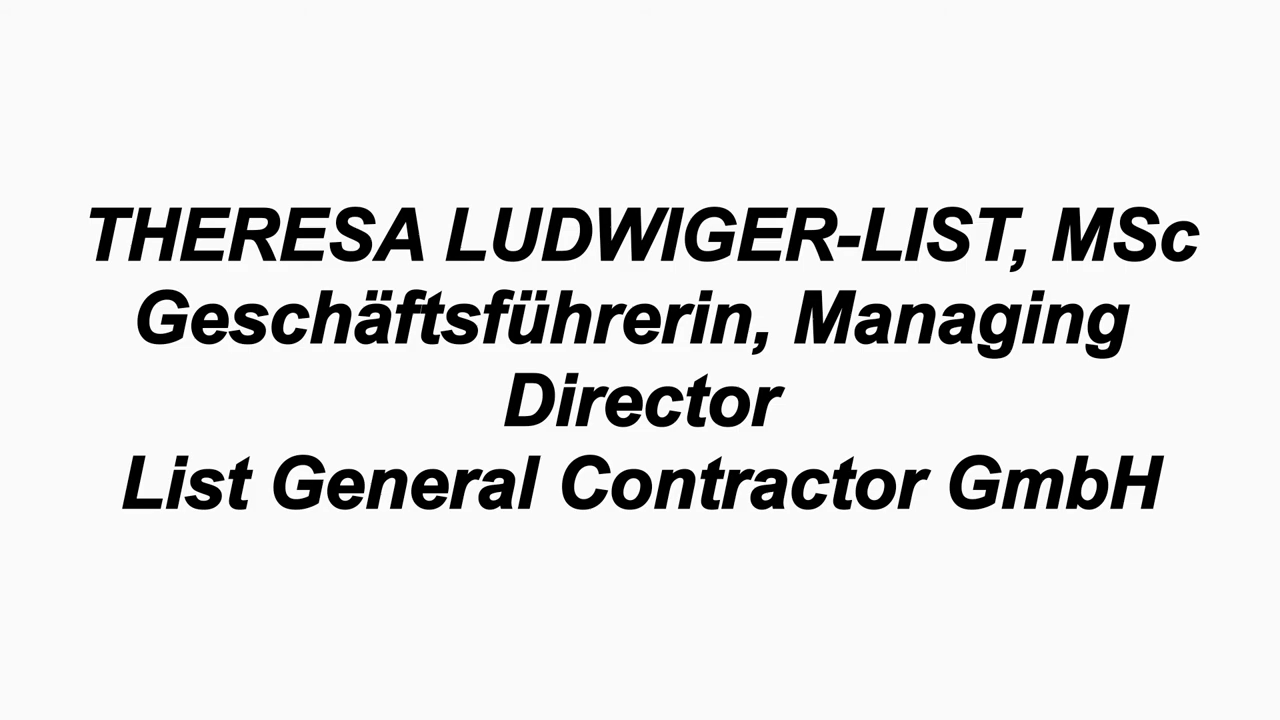 THERESA LUDWIGER-LIST, MSc
Geschäftsführerin, Managing
Director
List General Contractor GmbH